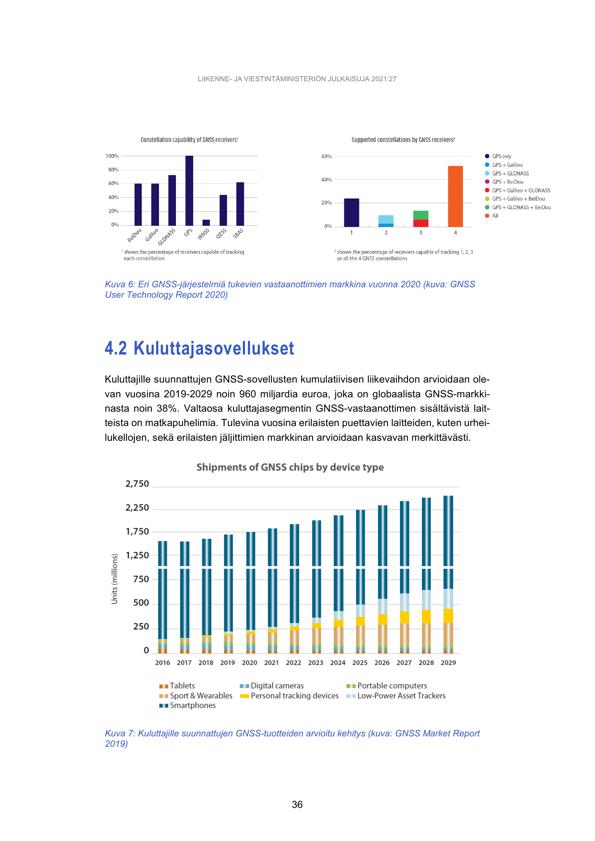 LIIKENNE- JA VIESTINTÄMINISTERIÖN JULKAISUJA 2021:27
Constellation capability of GNSS receivers¹
100%
80%
60%
40%
20%
0%
BeiDou
Galileo
GLONASS
GPS
IRNSS
QZSS
SBAS
¹ shows the percentage of receivers capable of tracking
each constellation
Supported constellations by GNSS receivers²
60%
40%
20%
0%
1 2 3 4
GPS only
GPS + Galileo
GPS + GLONASS
GPS + BeiDou
GPS + Galileo + GLONASS
GPS + Galileo + BeiDou
GPS + GLONASS + BeiDou
All
² shows the percentage of receivers capable of tracking 1, 2, 3
or all the 4 GNSS constellations
Kuva 6: Eri GNSS-järjestelmiä tukevien vastaanottimien markkina vuonna 2020 (kuva: GNSS
User Technology Report 2020)
4.2 Kuluttajasovellukset
Kuluttajille suunnattujen GNSS-sovellusten kumulatiivisen liikevaihdon arvioidaan ole-
van vuosina 2019-2029 noin 960 miljardia euroa, joka on globaalista GNSS-markki-
nasta noin 38%. Valtaosa kuluttajasegmentin GNSS-vastaanottimen sisältävistä lait-
teista on matkapuhelimia. Tulevina vuosina erilaisten puettavien laitteiden, kuten urhei-
lukellojen, sekä erilaisten jäljittimien markkinan arvioidaan kasvavan merkittävästi.
Shipments of GNSS chips by device type
Units (millions)
2,750
2,250
1,750
1,250
750
500
250
0
2016 2017 2018 2019 2020 2021 2022 2023 2024 2025 2026 2027 2028 2029
Tablets Digital cameras Portable computers
Sport & Wearables Personal tracking devices Low-Power Asset Trackers
Smartphones
Kuva 7: Kuluttajille suunnattujen GNSS-tuotteiden arvioitu kehitys (kuva: GNSS Market Report
2019)
36